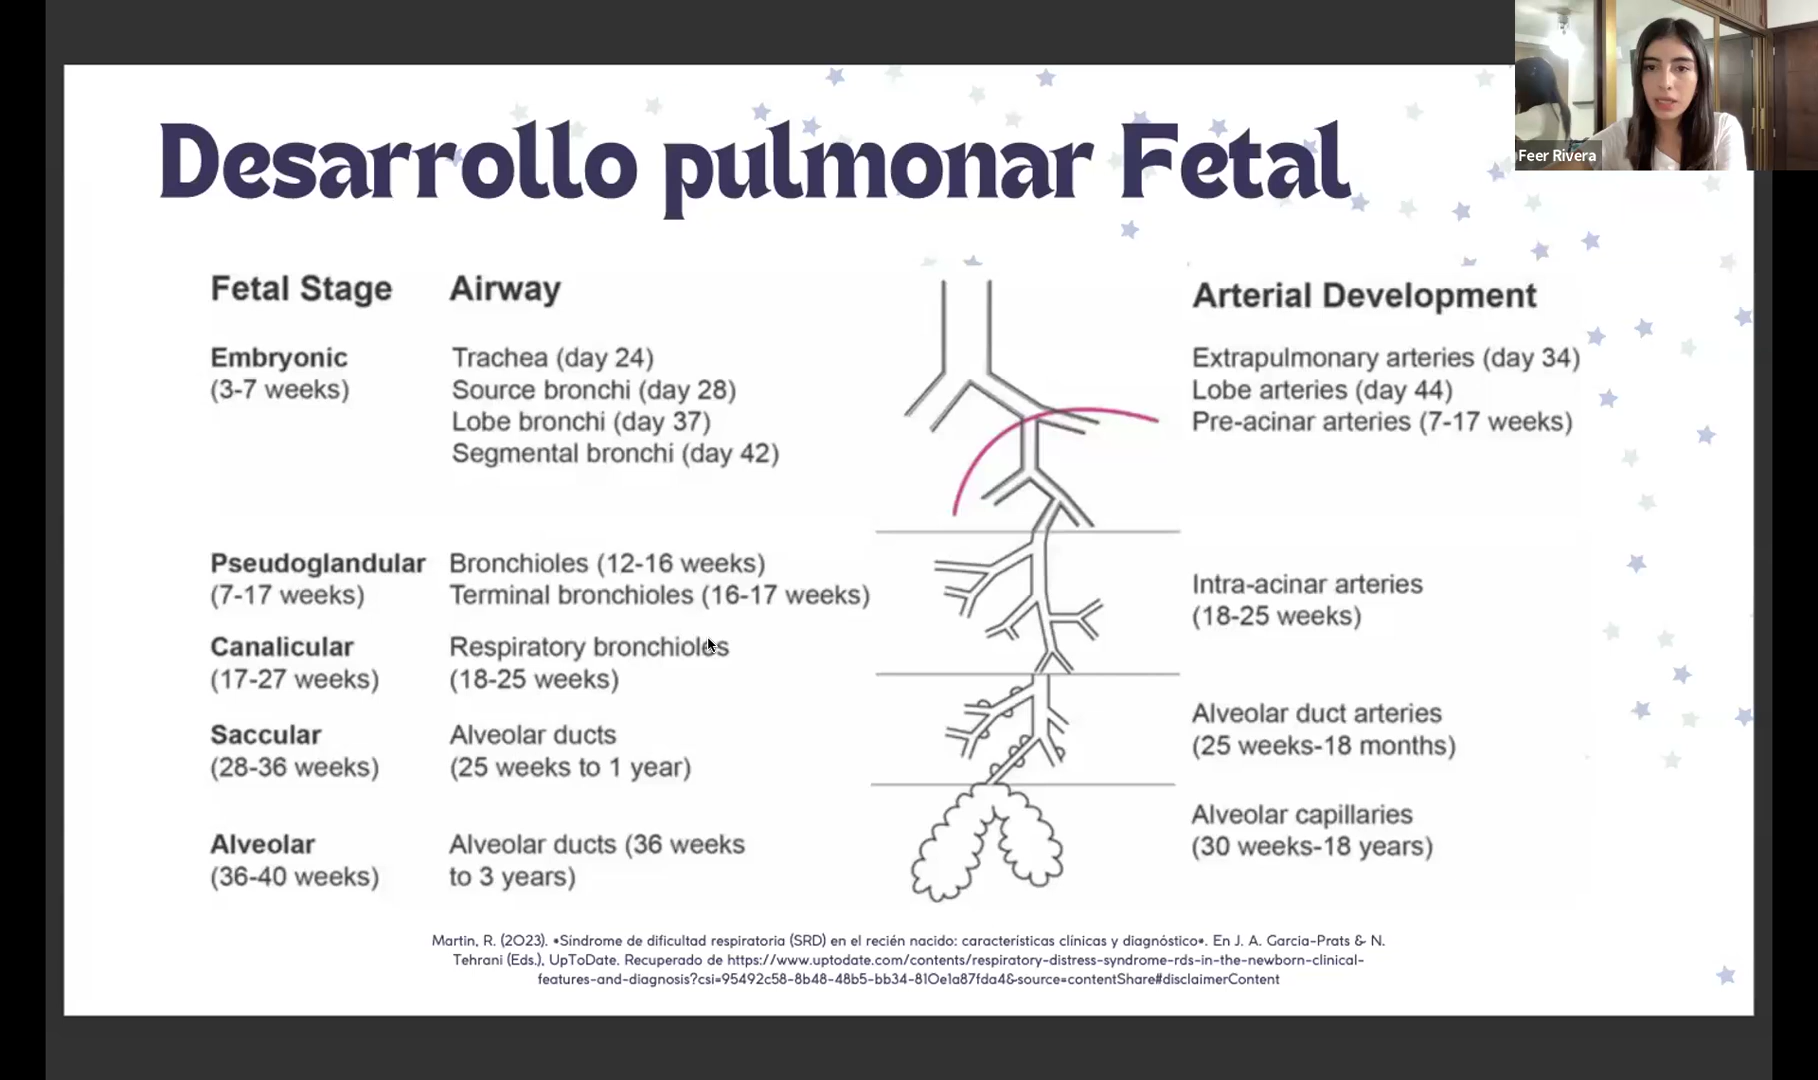 Desarrollo pulmonar Fetal
Feer Rivera
Fetal Stage
Airway
Arterial Development
Embryonic
(3-7 weeks)
Trachea (day 24)
Source bronchi (day 28)
Lobe bronchi (day 37)
Segmental bronchi (day 42)
Extrapulmonary arteries (day 34)
Lobe arteries (day 44)
Pre-acinar arteries (7-17 weeks)
Pseudoglandular
(7-17 weeks)
Bronchioles (12-16 weeks)
Terminal bronchioles (16-17 weeks)
Intra-acinar arteries
(18-25 weeks)
Canalicular
(17-27 weeks)
Respiratory bronchioles
(18-25 weeks)
Saccular
(28-36 weeks)
Alveolar ducts
(25 weeks to 1 year)
Alveolar duct arteries
(25 weeks-18 months)
Alveolar
(36-40 weeks)
Alveolar ducts (36 weeks
to 3 years)
Alveolar capillaries
(30 weeks-18 years)
Martin, R. (2023). •Síndrome de dificultad respiratoria (SRD) en el recién nacido: características clínicas y diagnóstico•. En J. A. Garcia-Prats & N.
Tehrani (Eds.), UpToDate. Recuperado de https://www.uptodate.com/contents/respiratory-distress-syndrome-rds-in-the-newborn-clinical-
features-and-diagnosis?csi=95492c58-8b48-48b5-bb34-810e1a87fda4&source=contentShare#disclaimerContent